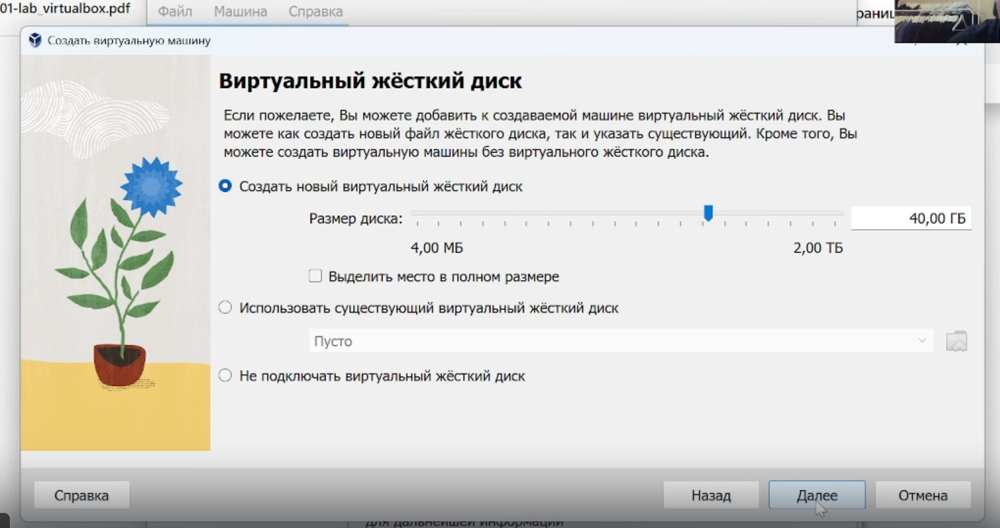 01-lab_virtualbox.pdf
Файл Машина Справка
Создать виртуальную машину
Виртуальный жёсткий диск
Если пожелаете, Вы можете добавить к создаваемой машине виртуальный жёсткий диск. Вы
можете как создать новый файл жёсткого диска, так и указать существующий. Кроме того, Вы
можете создать виртуальную машины без виртуального жёсткого диска.
Создать новый виртуальный жёсткий диск
Размер диска: 40,00 ГБ
4,00 МБ 2,00 ТБ
Выделить место в полном размере
Использовать существующий виртуальный жёсткий диск
Пусто
Не подключать виртуальный жёсткий диск
Справка Назад Далее Отмена
для дальнейшей информации